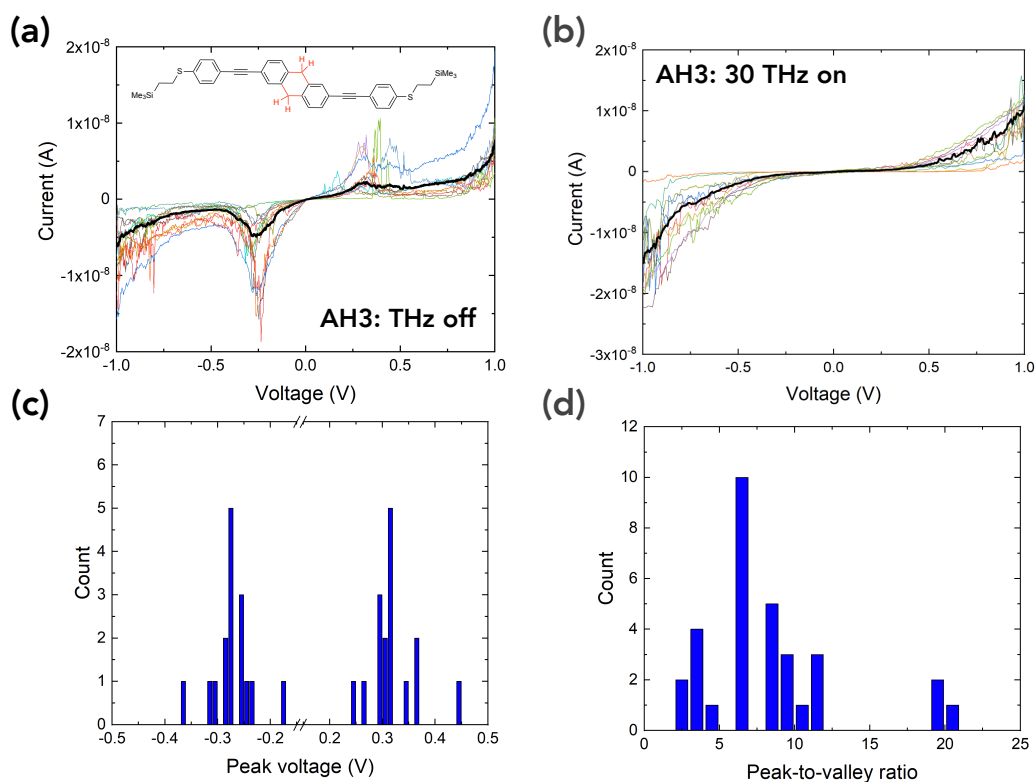 (a)
2x10⁻⁸
1x10⁻⁸
0
-1x10⁻⁸
-2x10⁻⁸
Current (A)
H H
S
SiMe₃
Me₃Si
S
H H
AH3: THz off
-1.0 -0.5 0.0 0.5 1.0
Voltage (V)
(b)
2x10⁻⁸
1x10⁻⁸
0
-1x10⁻⁸
-2x10⁻⁸
-3x10⁻⁸
Current (A)
AH3: 30 THz on
-1.0 -0.5 0.0 0.5 1.0
Voltage (V)
(c)
7
6
5
4
3
2
1
0
Count
-0.5 -0.4 -0.3 -0.2 0.2 0.3 0.4 0.5
Peak voltage (V)
(d)
12
10
8
6
4
2
0
Count
0 5 10 15 20 25
Peak-to-valley ratio